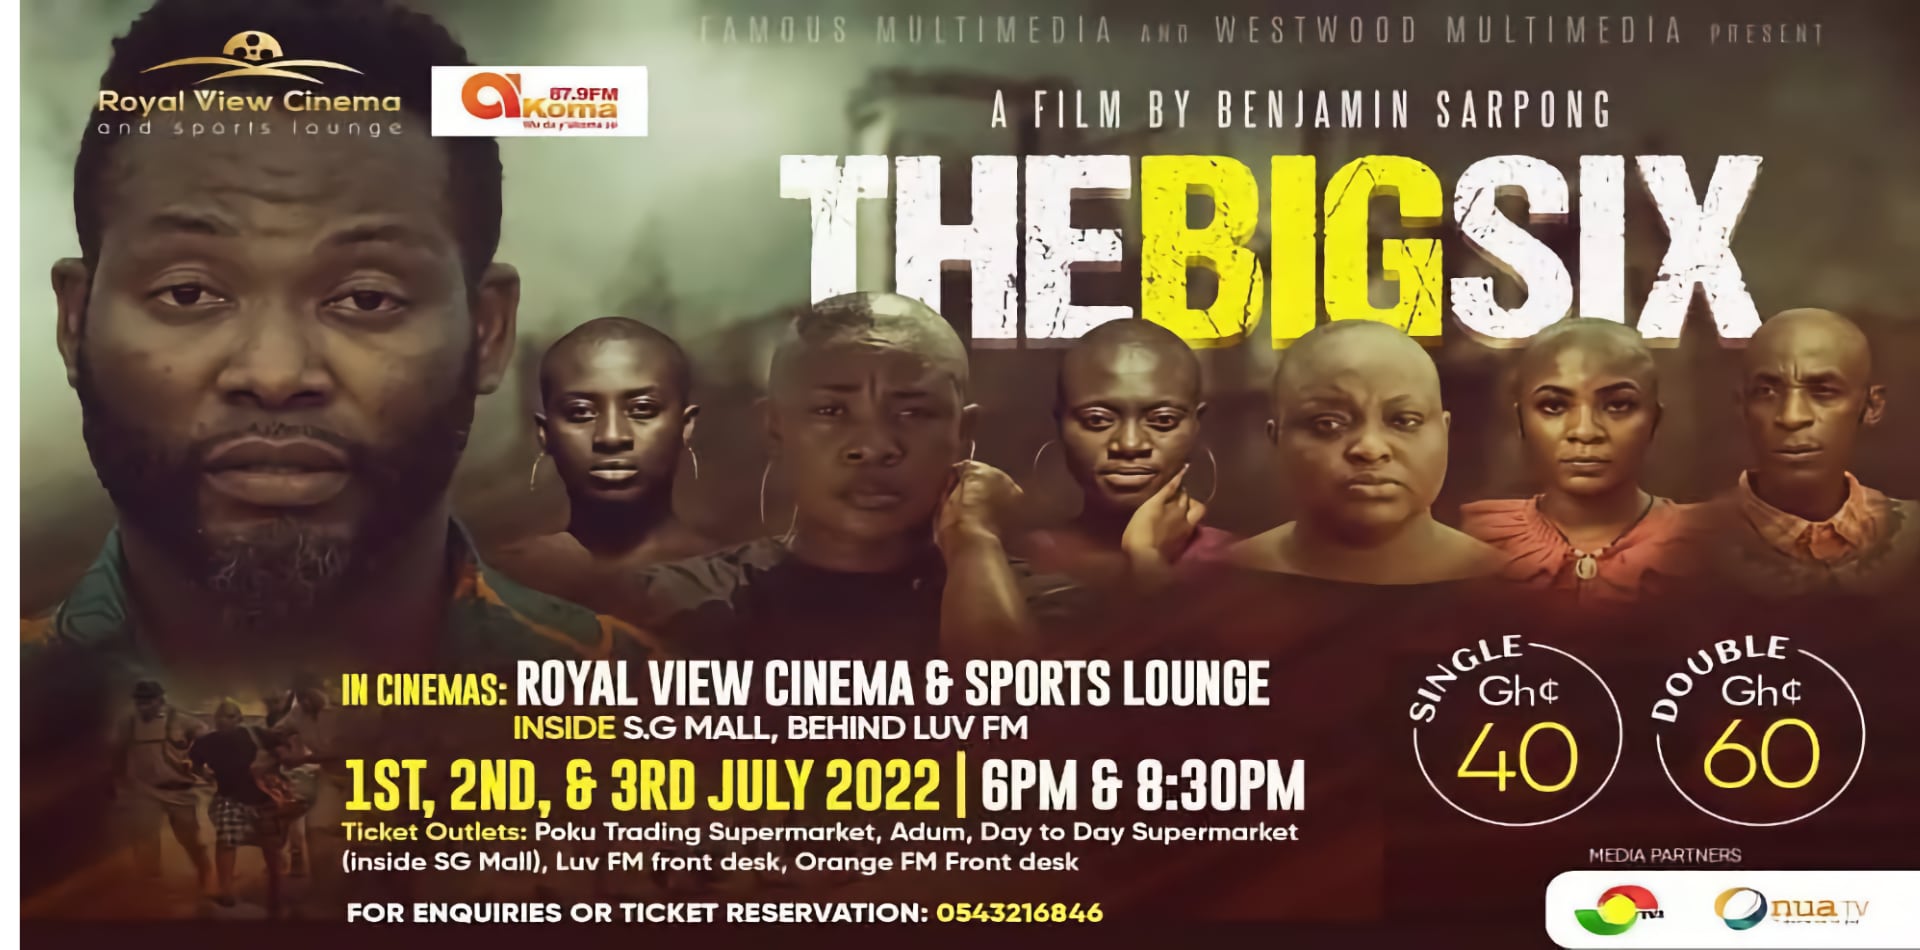 FAMOUS MULTIMEDIA AND WESTWOOD MULTIMEDIA PRESENT
Royal View Cinema
and sports lounge
87.9FM
Akoma
A FILM BY BENJAMIN SARPONG
THEBIGSIX
IN CINEMAS: ROYAL VIEW CINEMA & SPORTS LOUNGE
INSIDE S.G MALL, BEHIND LUV FM
1ST, 2ND, & 3RD JULY 2022 | 6PM & 8:30PM
Ticket Outlets: Poku Trading Supermarket, Adum, Day to Day Supermarket
(inside SG Mall), Luv FM front desk, Orange FM Front desk
FOR ENQUIRIES OR TICKET RESERVATION: 0543216846
SINGLE
Gh¢
40
DOUBLE
Gh¢
60
MEDIA PARTNERS
TV3
Onua TV